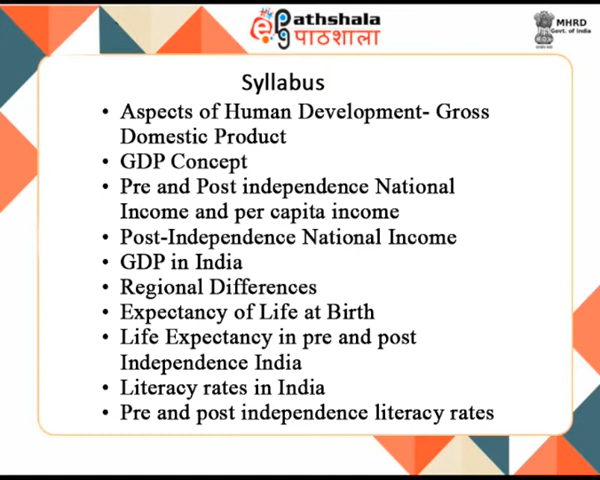 ePg athshala
पाठशाला
MHRD
Govt. of India
Syllabus
• Aspects of Human Development- Gross
Domestic Product
• GDP Concept
• Pre and Post independence National
Income and per capita income
• Post-Independence National Income
• GDP in India
• Regional Differences
• Expectancy of Life at Birth
• Life Expectancy in pre and post
Independence India
• Literacy rates in India
• Pre and post independence literacy rates